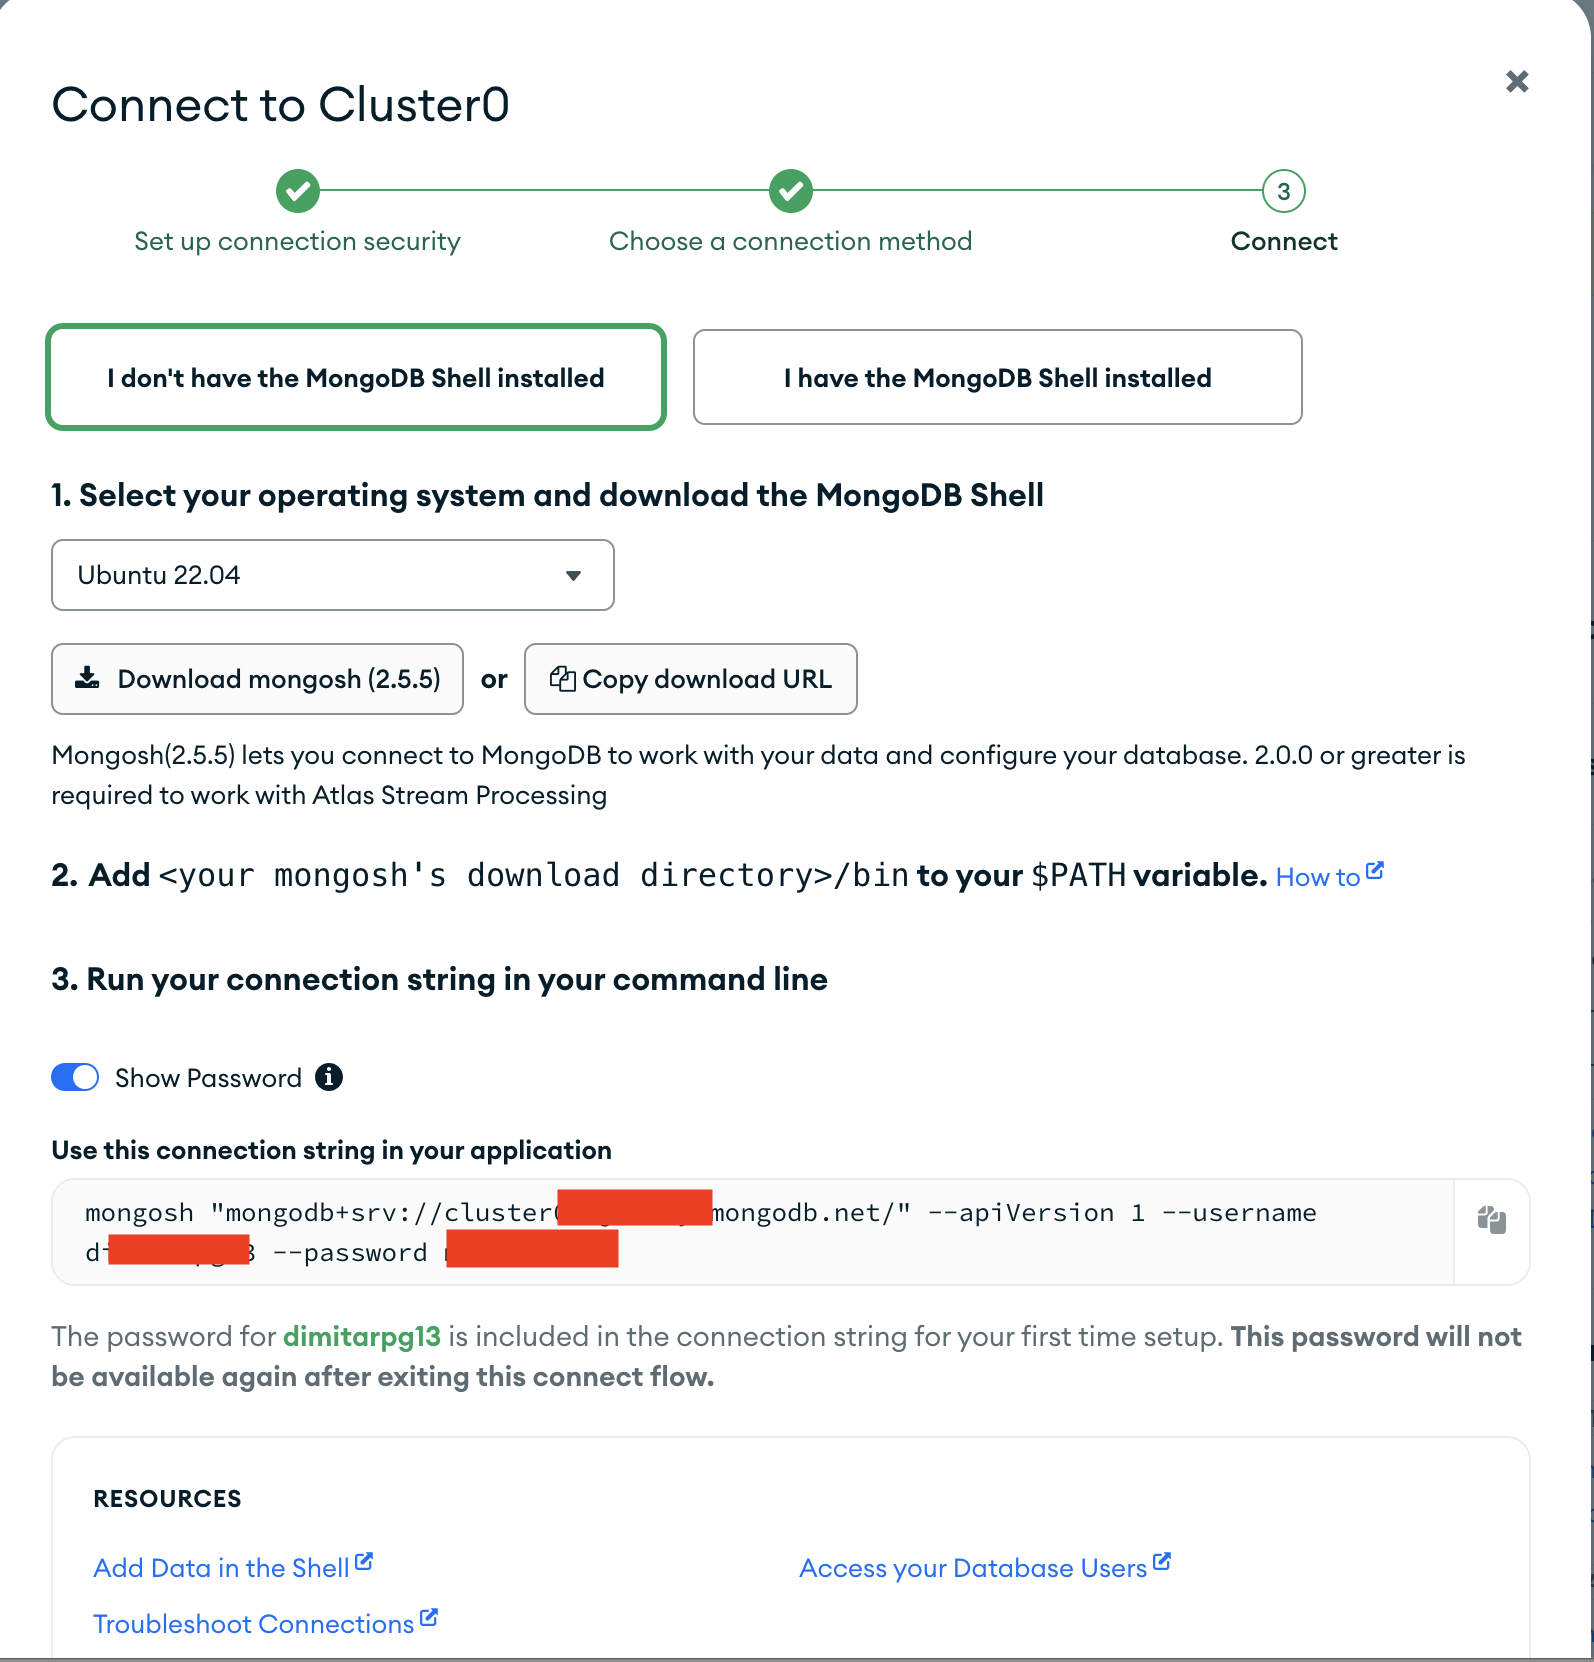 Connect to Cluster0
3
Set up connection security
Choose a connection method
Connect
I don't have the MongoDB Shell installed
I have the MongoDB Shell installed
1. Select your operating system and download the MongoDB Shell
Ubuntu 22.04
Download mongosh (2.5.5) or Copy download URL
Mongosh(2.5.5) lets you connect to MongoDB to work with your data and configure your database. 2.0.0 or greater is
required to work with Atlas Stream Processing
2. Add <your mongosh's download directory>/bin to your $PATH variable. How to
3. Run your connection string in your command line
Show Password
Use this connection string in your application
mongosh "mongodb+srv://cluster mongodb.net/" --apiVersion 1 --username
--password
The password for dimitarpg13 is included in the connection string for your first time setup. This password will not
be available again after exiting this connect flow.
RESOURCES
Add Data in the Shell
Access your Database Users
Troubleshoot Connections